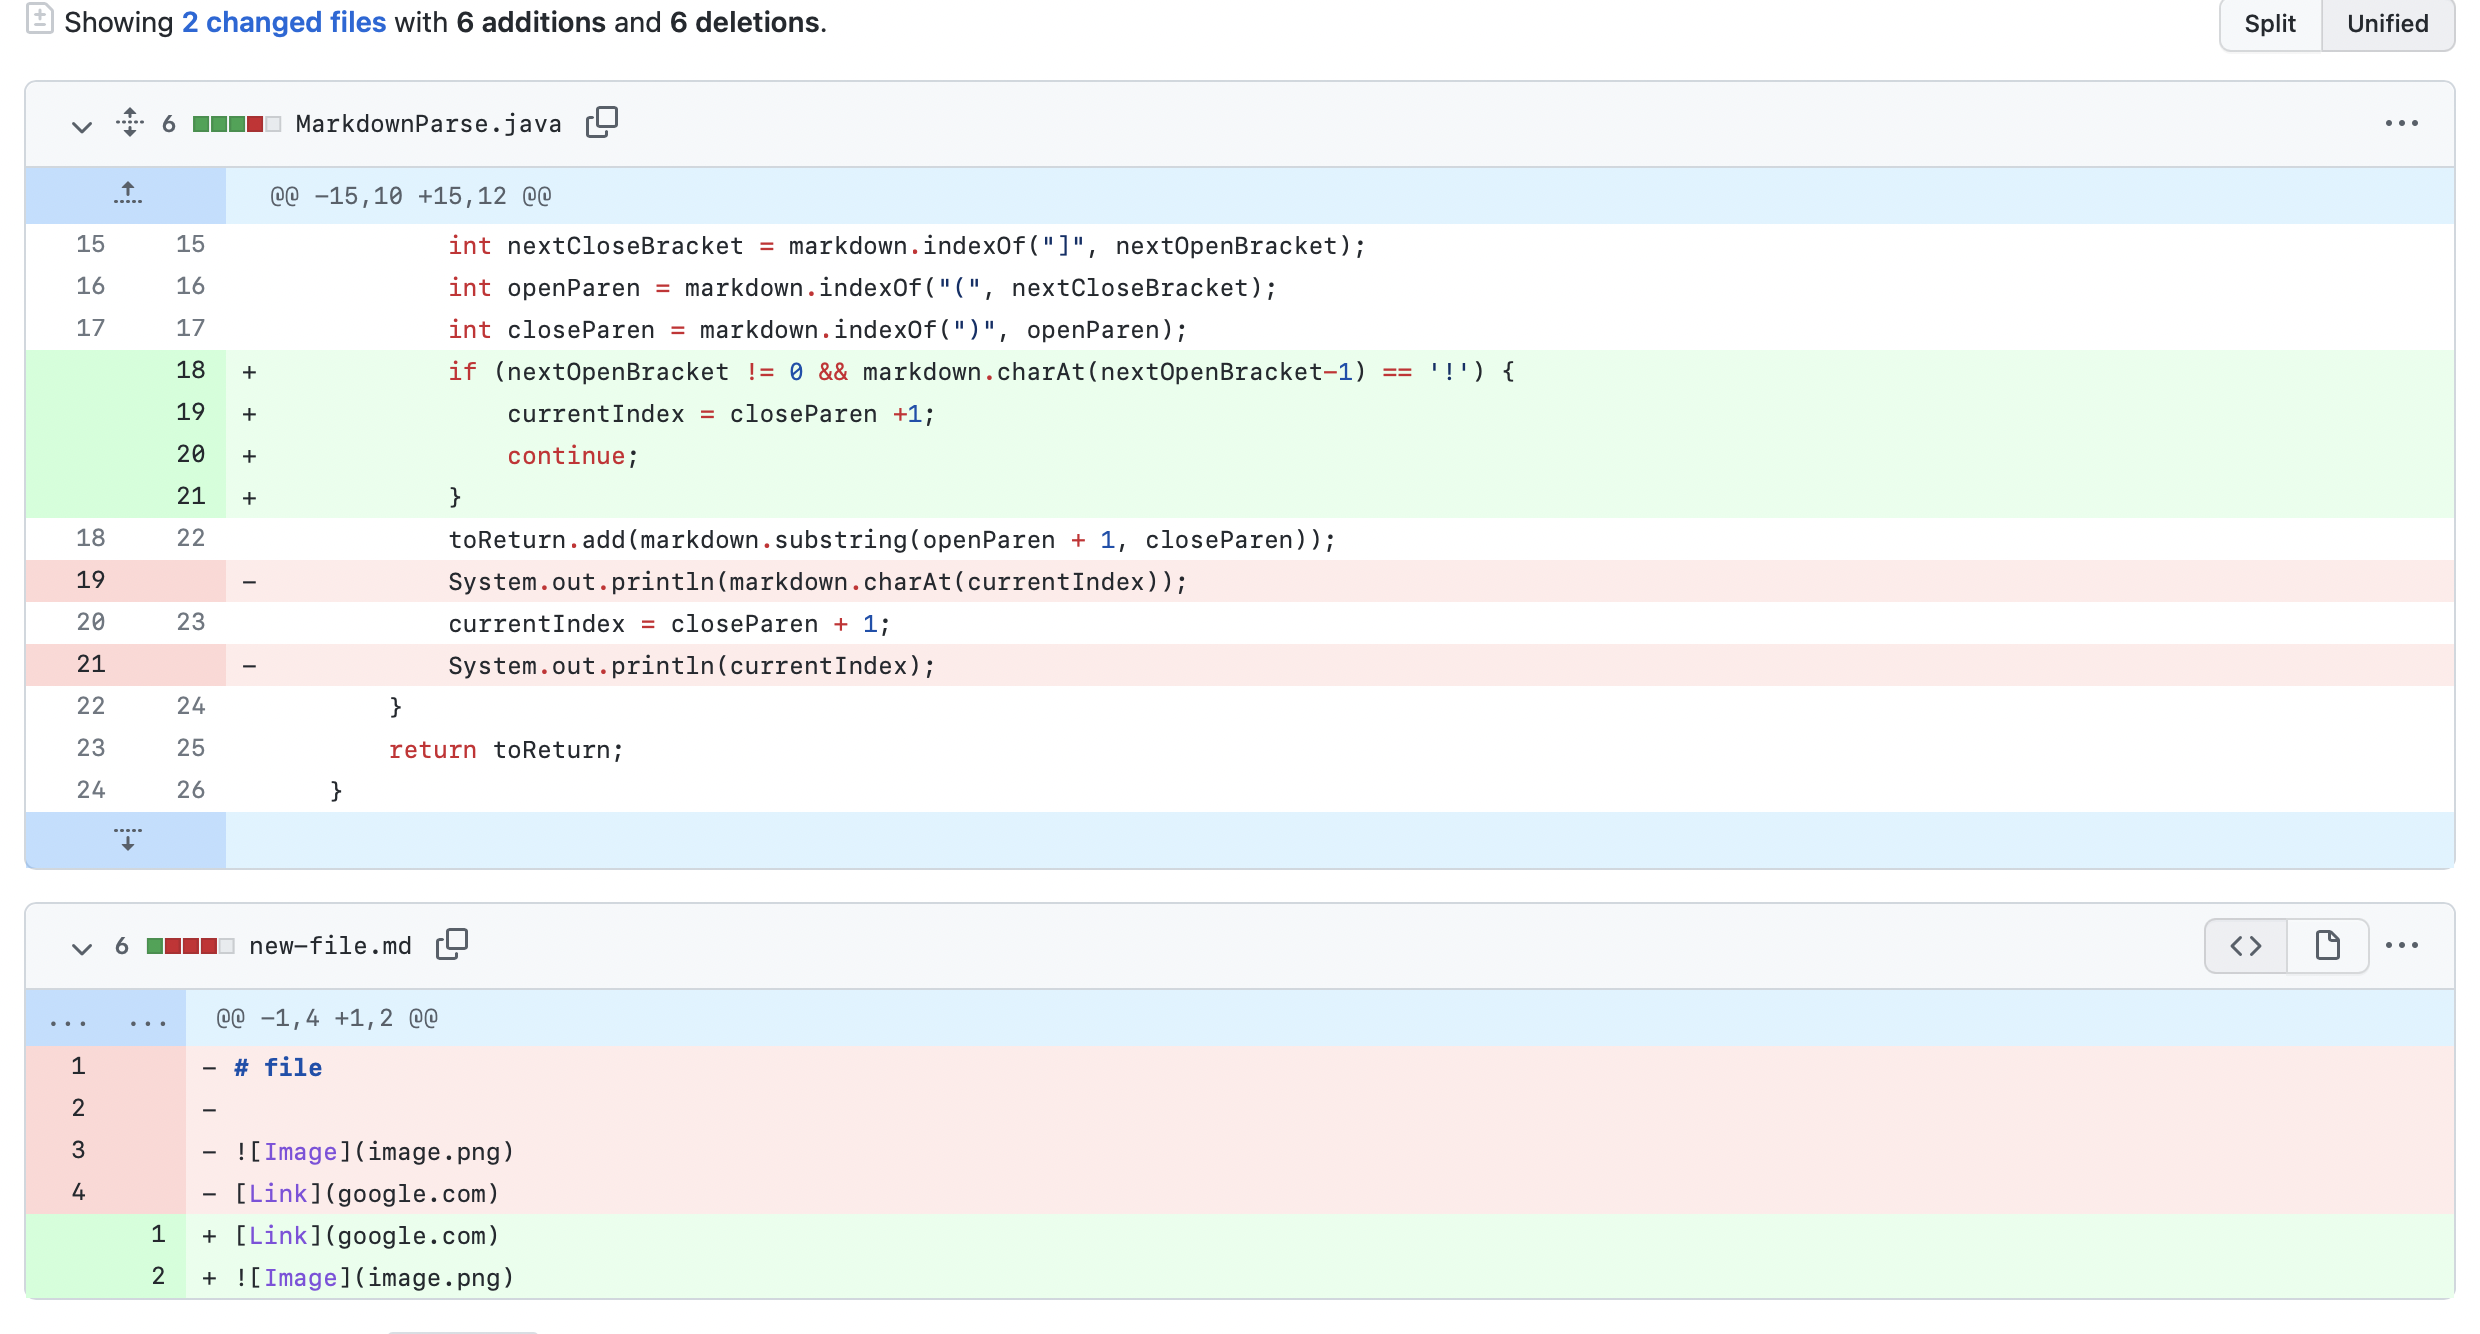 Showing 2 changed files with 6 additions and 6 deletions.
Split Unified
6 MarkdownParse.java
@@ -15,10 +15,12 @@
15 15 int nextCloseBracket = markdown.indexOf("]", nextOpenBracket);
16 16 int openParen = markdown.indexOf("(", nextCloseBracket);
17 17 int closeParen = markdown.indexOf(")", openParen);
18 + if (nextOpenBracket != 0 && markdown.charAt(nextOpenBracket-1) == '!') {
19 + currentIndex = closeParen +1;
20 + continue;
21 + }
18 22 toReturn.add(markdown.substring(openParen + 1, closeParen));
19 - System.out.println(markdown.charAt(currentIndex));
20 23 currentIndex = closeParen + 1;
21 - System.out.println(currentIndex);
22 24 }
23 25 return toReturn;
24 26 }
6 new-file.md
... ... @@ -1,4 +1,2 @@
1 - # file
2 -
3 - ![Image](image.png)
4 - [Link](google.com)
1 + [Link](google.com)
2 + ![Image](image.png)